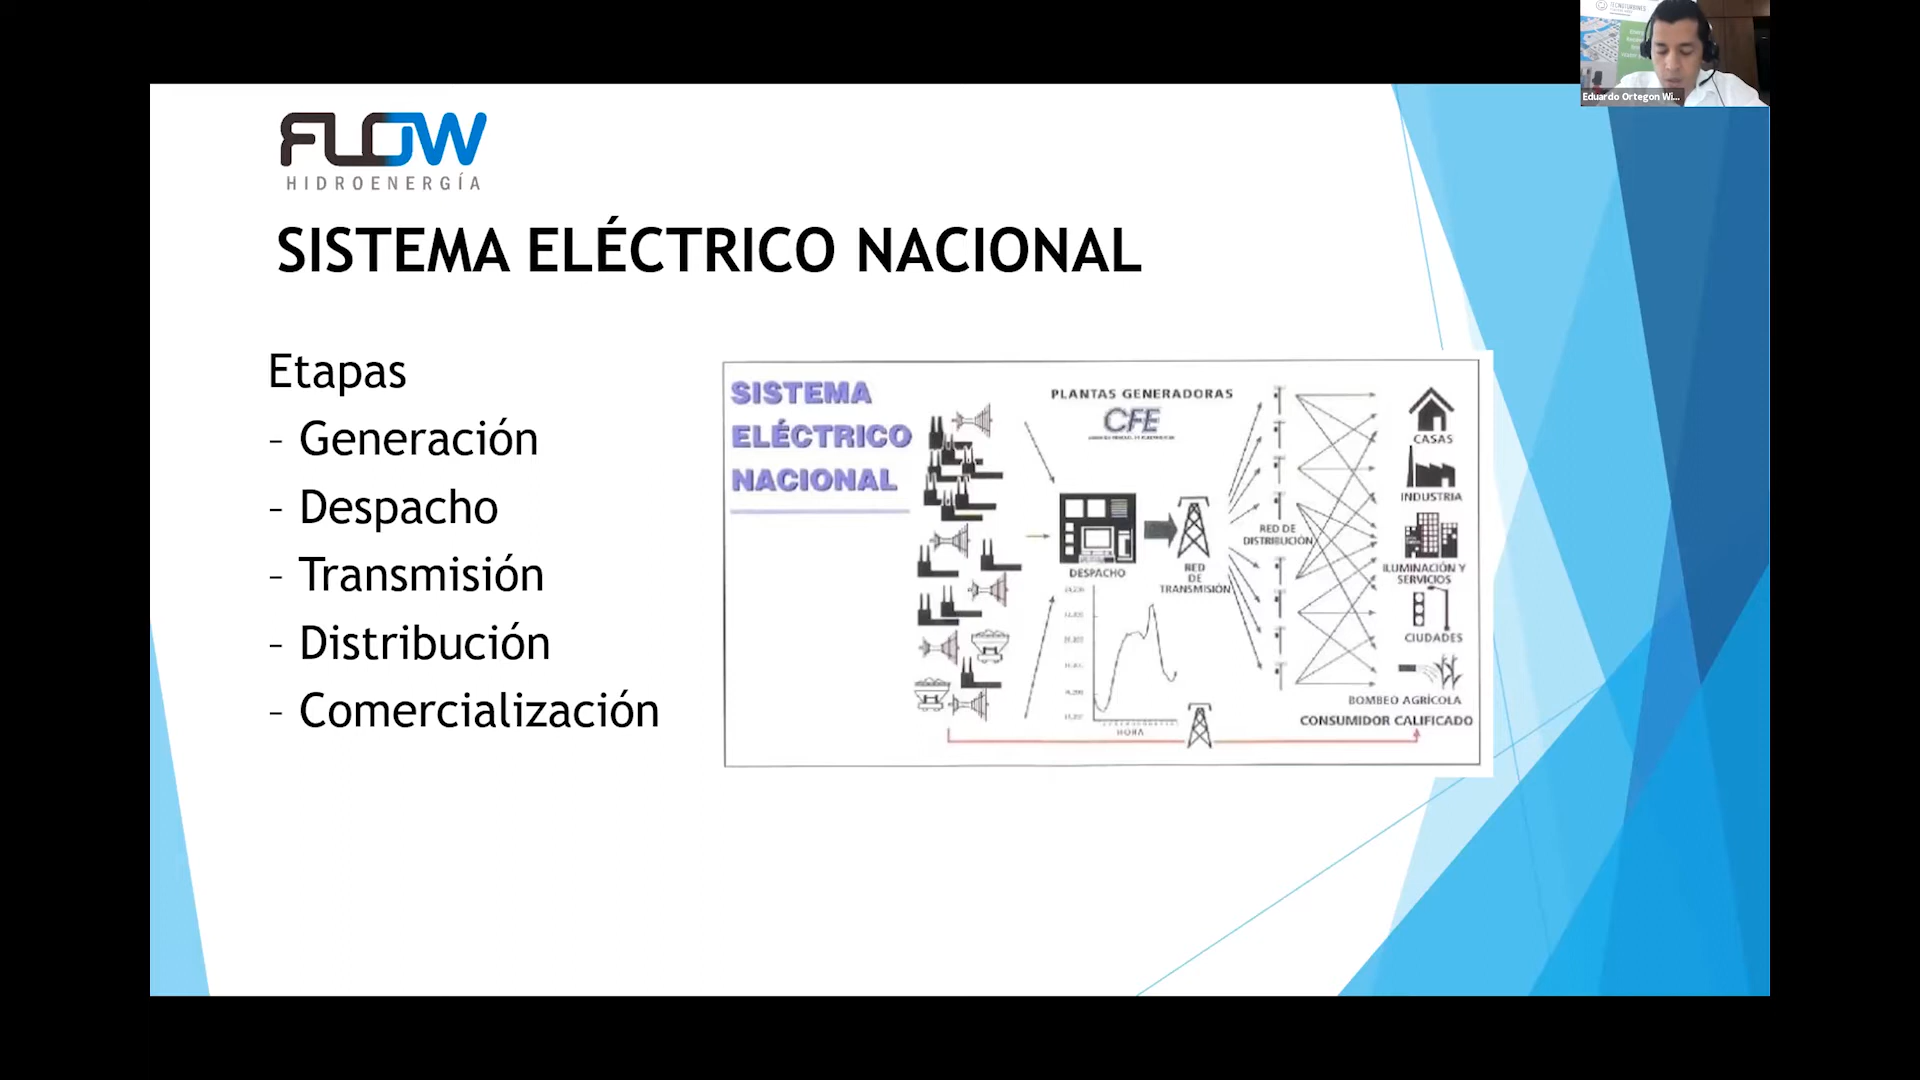 TECNOTURBINES
Eduardo Ortegon Wi...
FLOW
HIDROENERGÍA
SISTEMA ELÉCTRICO NACIONAL
Etapas
- Generación
- Despacho
- Transmisión
- Distribución
- Comercialización
SISTEMA
ELÉCTRICO
NACIONAL
PLANTAS GENERADORAS
CFE
DESPACHO
RED
DE
TRANSMISIÓN
RED DE
DISTRIBUCIÓN
HORA
CASAS
INDUSTRIA
ILUMINACIÓN Y
SERVICIOS
CIUDADES
BOMBEO AGRÍCOLA
CONSUMIDOR CALIFICADO